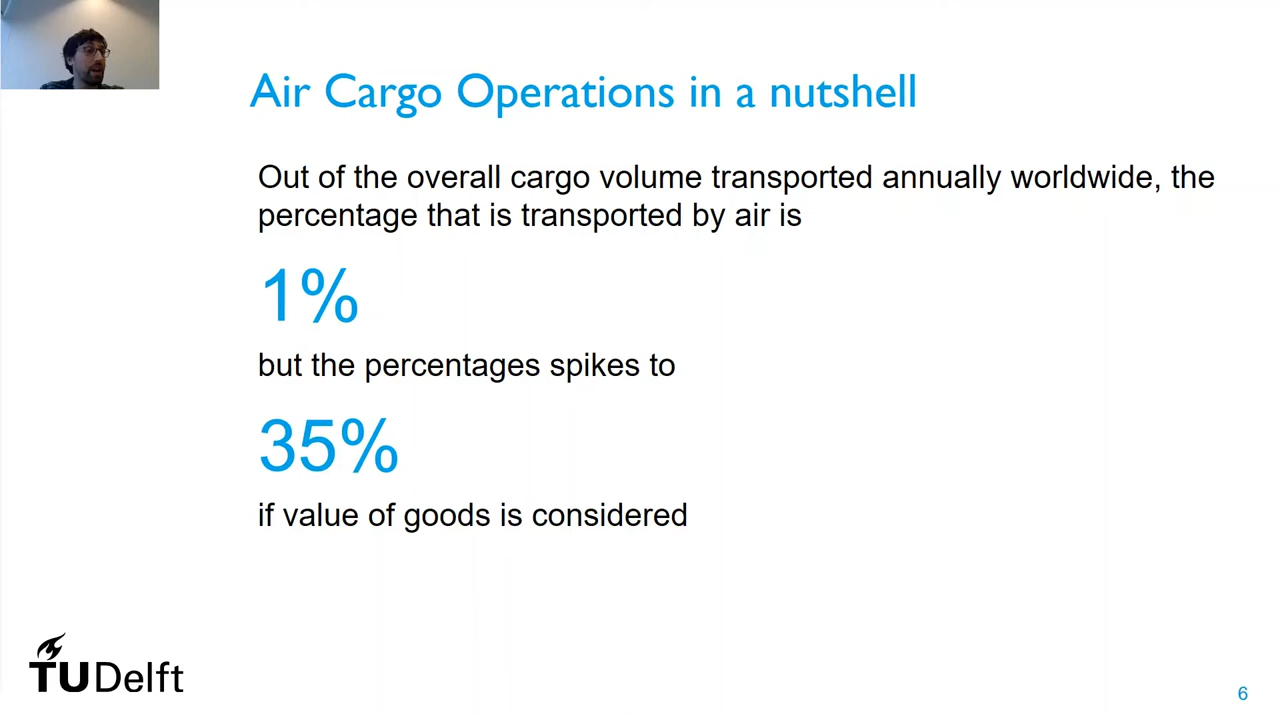 Air Cargo Operations in a nutshell
Out of the overall cargo volume transported annually worldwide, the
percentage that is transported by air is
1%
but the percentages spikes to
35%
if value of goods is considered
TU Delft
6